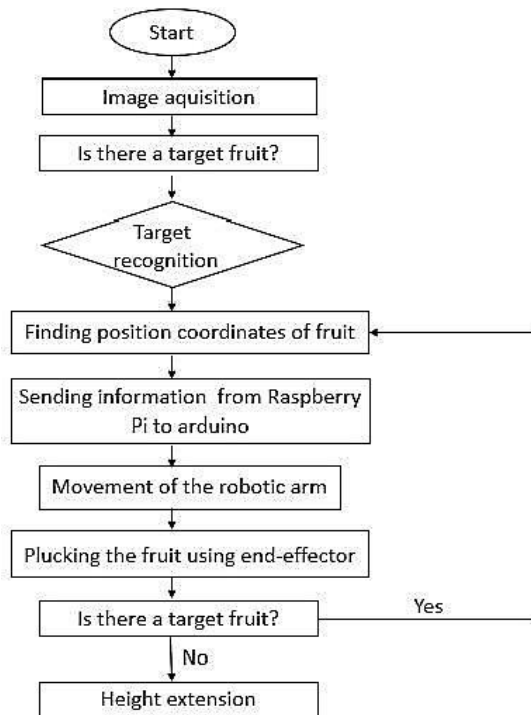 Start
Image aquisition
Is there a target fruit?
Target
recognition
Finding position coordinates of fruit
Sending information from Raspberry
Pi to arduino
Movement of the robotic arm
Plucking the fruit using end-effector
Is there a target fruit?
Yes
No
Height extension